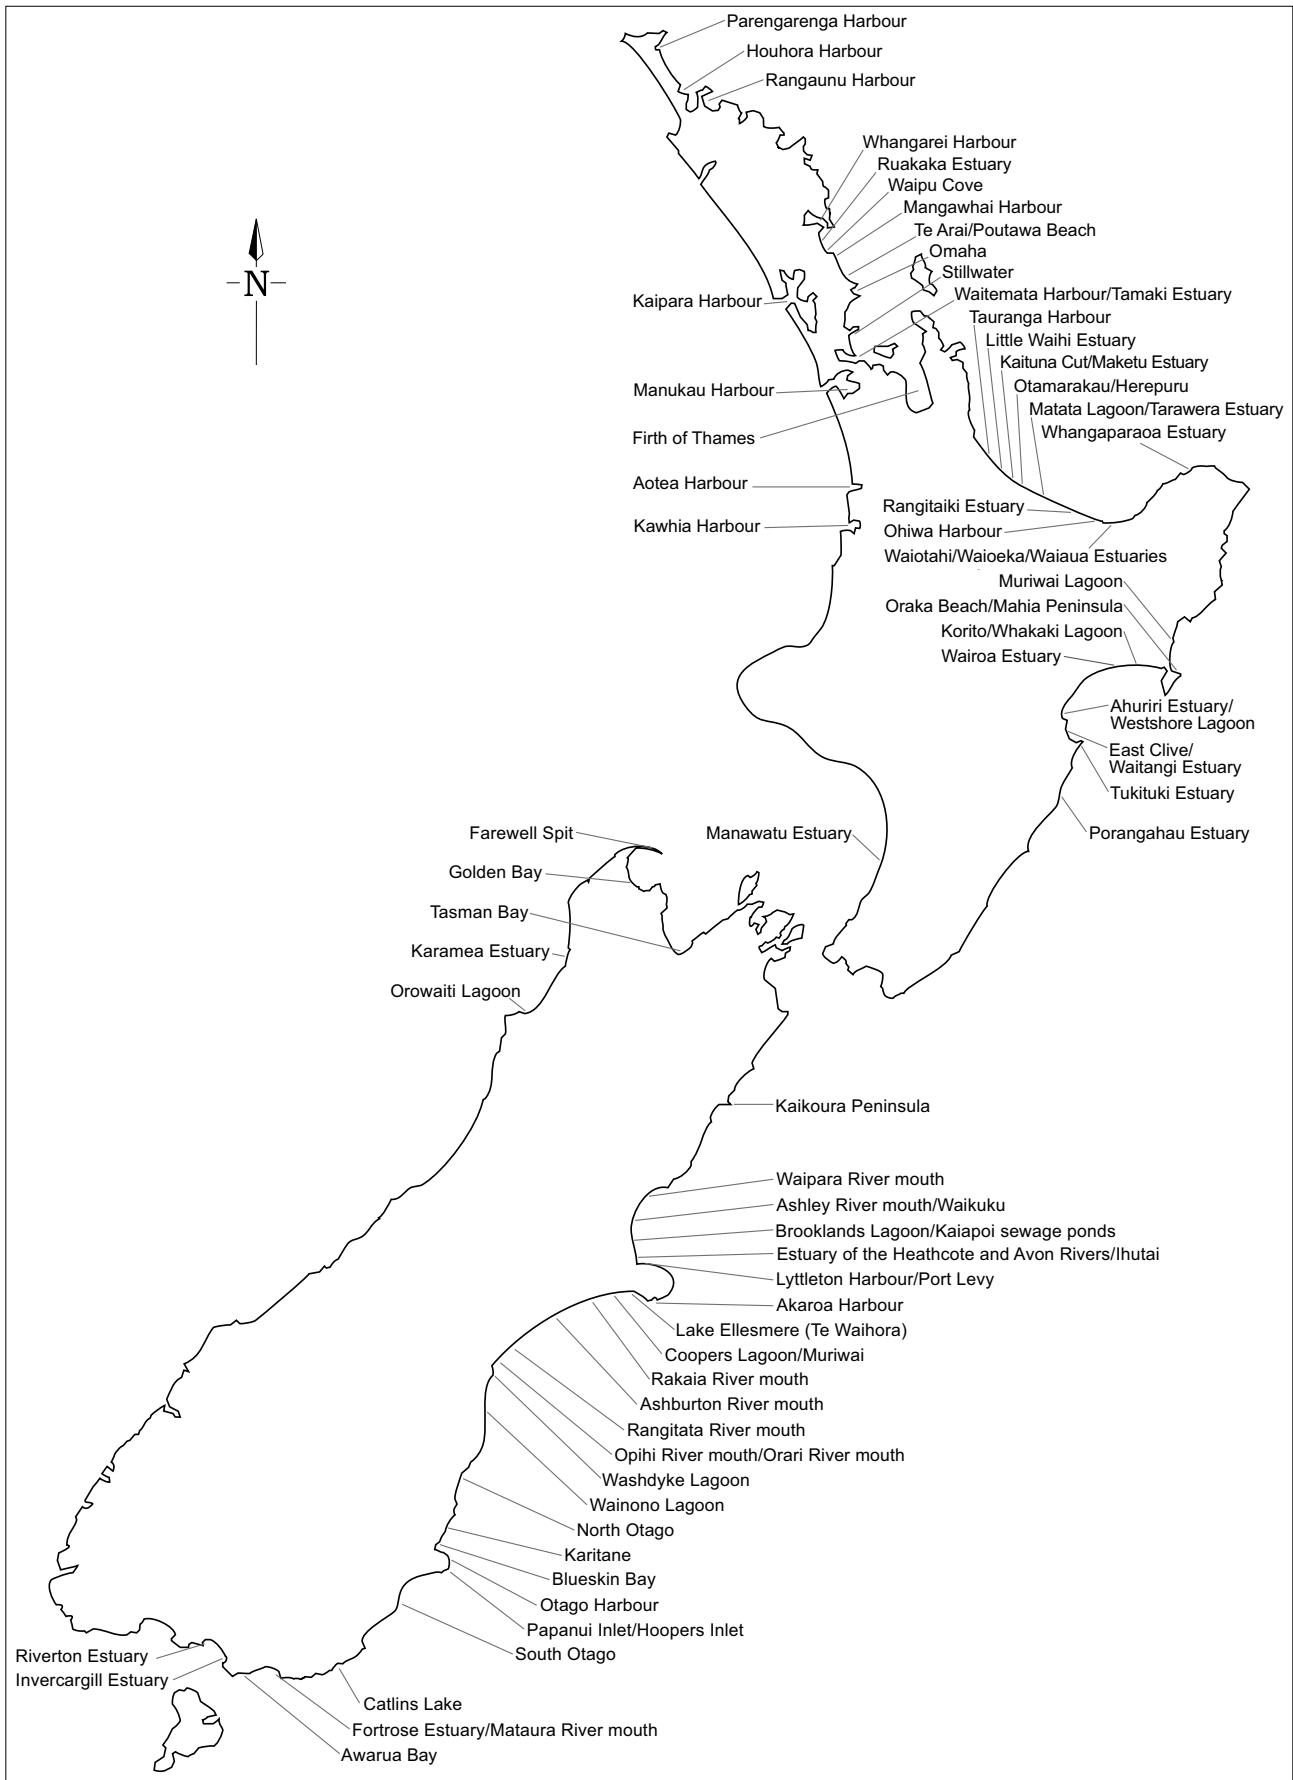 Parengarenga Harbour
Houhora Harbour
Rangaunu Harbour
Whangarei Harbour
Ruakaka Estuary
Waipu Cove
Mangawhai Harbour
Te Arai/Poutawa Beach
Omaha
Stillwater
Waitemata Harbour/Tamaki Estuary
Tauranga Harbour
Little Waihi Estuary
Kaituna Cut/Maketu Estuary
Otamarakau/Herepuru
Matata Lagoon/Tarawera Estuary
Whangaparaoa Estuary
N
Kaipara Harbour
Manukau Harbour
Firth of Thames
Aotea Harbour
Kawhia Harbour
Rangitaiki Estuary
Ohiwa Harbour
Waiotahi/Waioeka/Waiaua Estuaries
Muriwai Lagoon
Oraka Beach/Mahia Peninsula
Korito/Whakaki Lagoon
Wairoa Estuary
Ahuriri Estuary/
Westshore Lagoon
East Clive/
Waitangi Estuary
Tukituki Estuary
Porangahau Estuary
Manawatu Estuary
Farewell Spit
Golden Bay
Tasman Bay
Karamea Estuary
Orowaiti Lagoon
Kaikoura Peninsula
Waipara River mouth
Ashley River mouth/Waikuku
Brooklands Lagoon/Kaiapoi sewage ponds
Estuary of the Heathcote and Avon Rivers/Ihutai
Lyttleton Harbour/Port Levy
Akaroa Harbour
Lake Ellesmere (Te Waihora)
Coopers Lagoon/Muriwai
Rakaia River mouth
Ashburton River mouth
Rangitata River mouth
Opihi River mouth/Orari River mouth
Washdyke Lagoon
Wainono Lagoon
North Otago
Karitane
Blueskin Bay
Otago Harbour
Papanui Inlet/Hoopers Inlet
South Otago
Riverton Estuary
Invercargill Estuary
Catlins Lake
Fortrose Estuary/Mataura River mouth
Awarua Bay